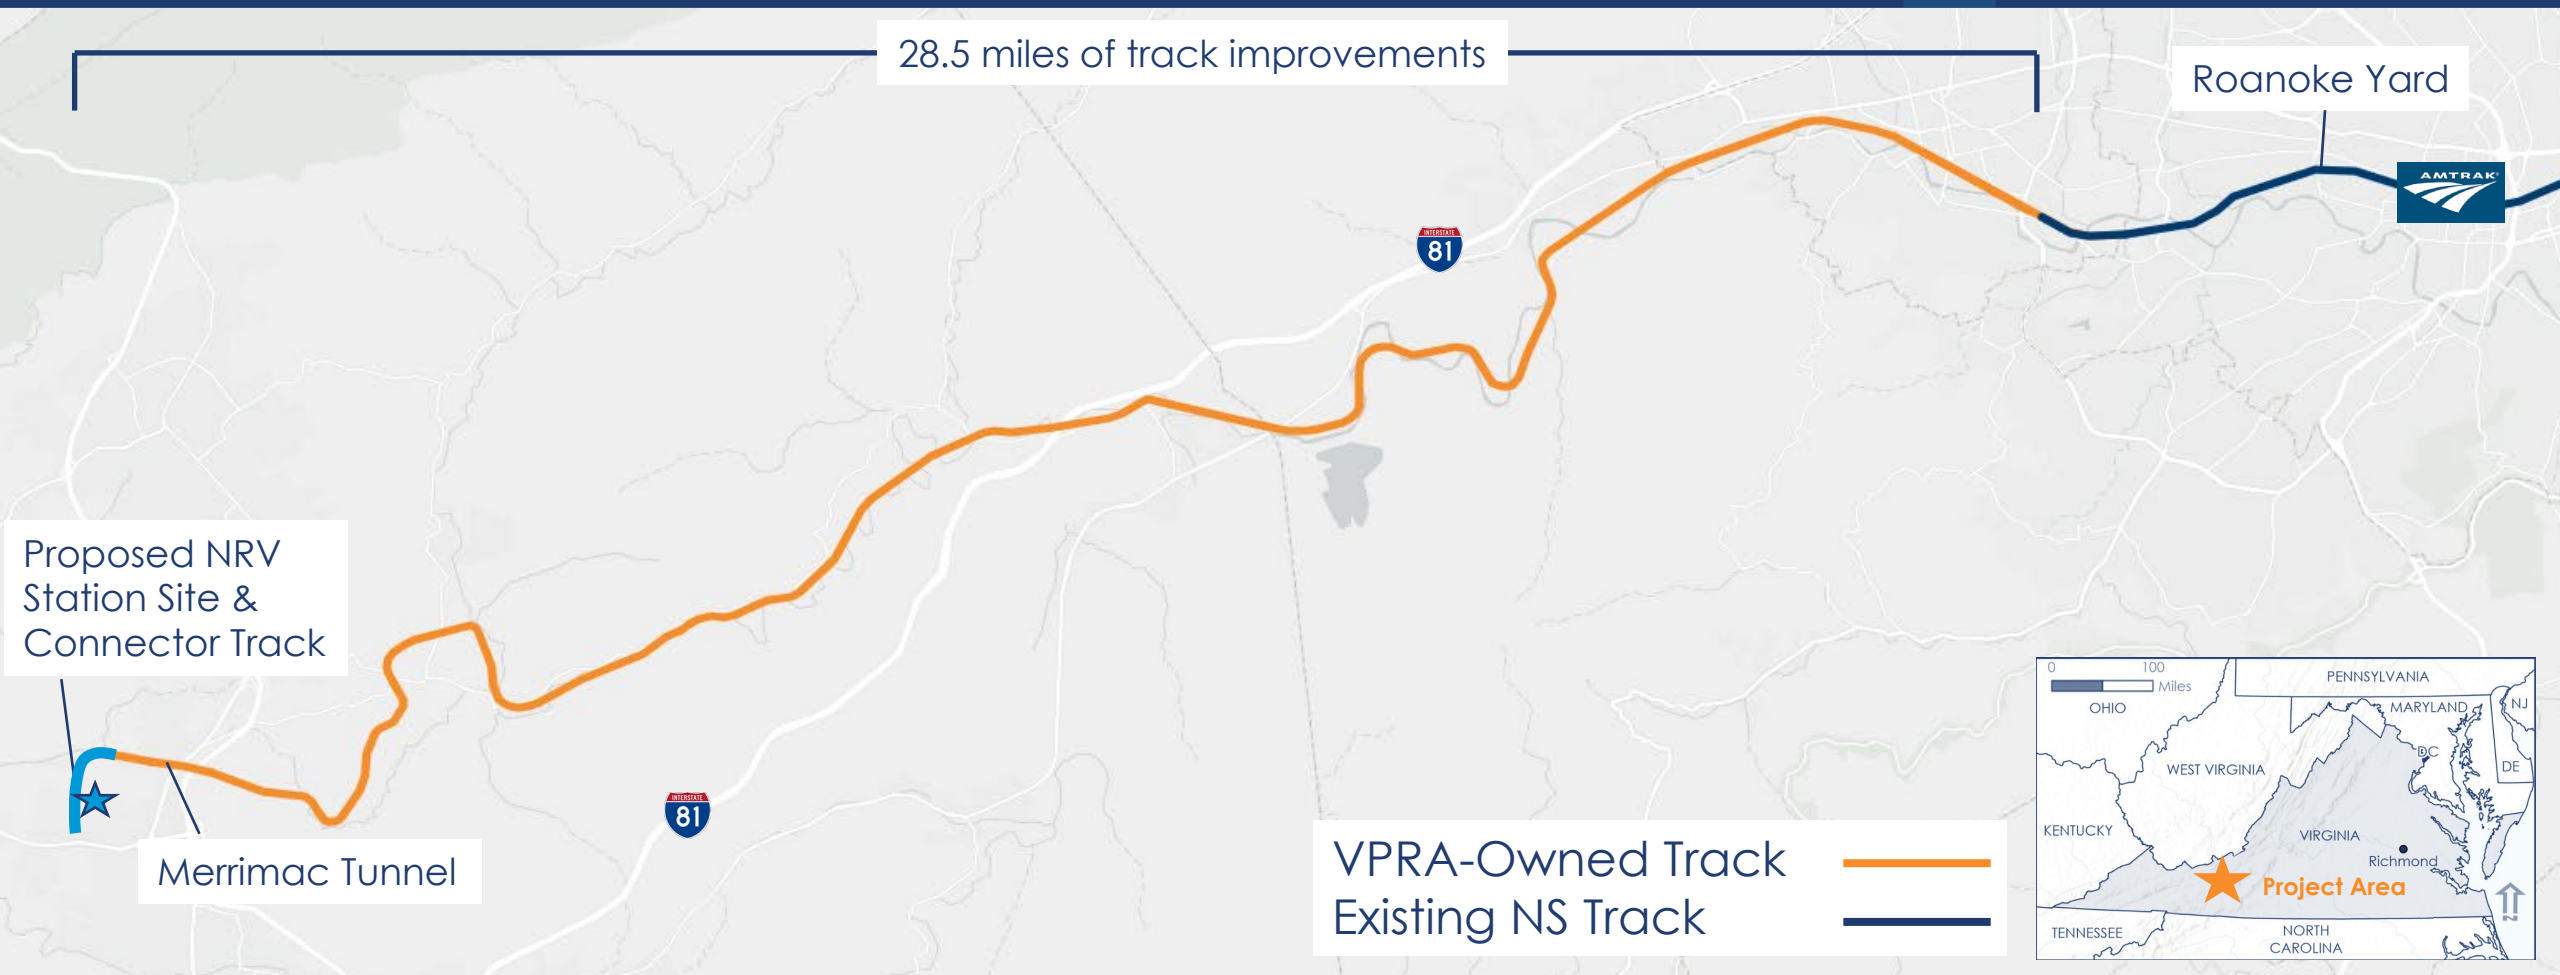 28.5 miles of track improvements
Roanoke Yard
AMTRAK
INTERSTATE
81
Proposed NRV
Station Site &
Connector Track
Merrimac Tunnel
INTERSTATE
81
VPRA-Owned Track
Existing NS Track
0 100
Miles
PENNSYLVANIA
OHIO
MARYLAND
NJ
DC
DE
WEST VIRGINIA
KENTUCKY
VIRGINIA
Richmond
Project Area
N
TENNESSEE
NORTH
CAROLINA